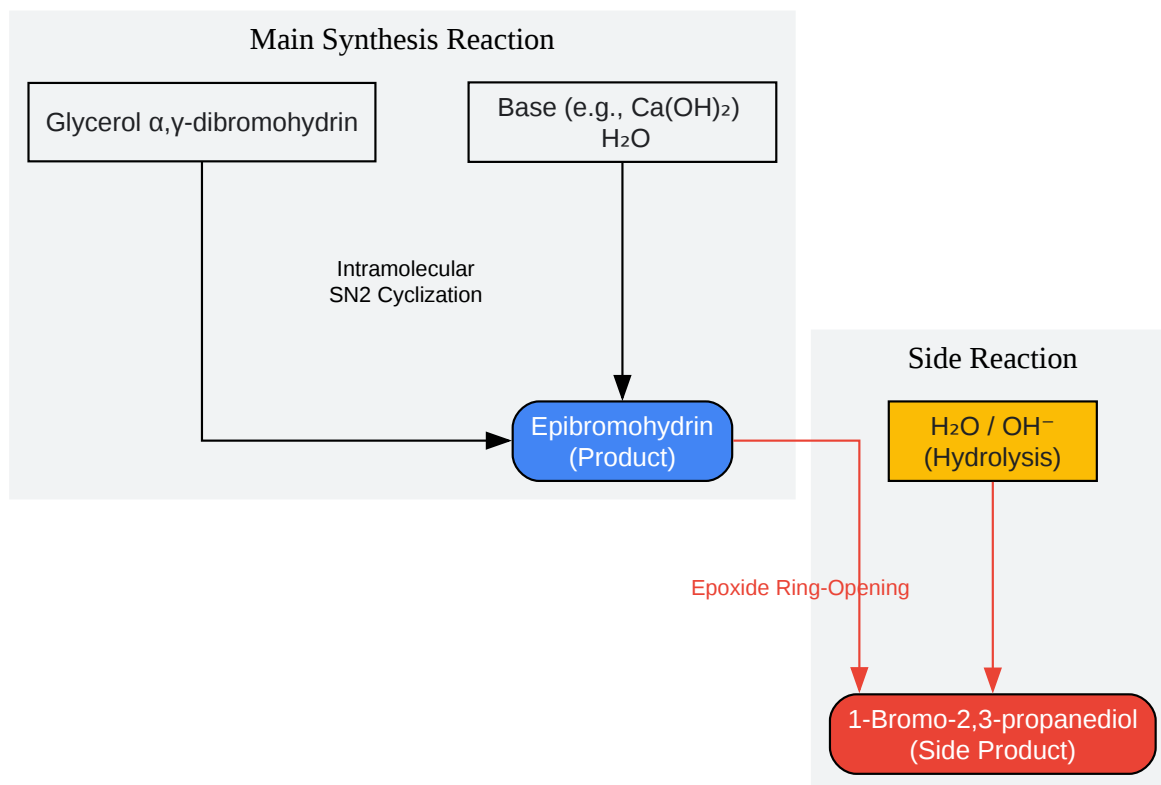 Main Synthesis Reaction
Glycerol α,γ-dibromohydrin
Base (e.g., Ca(OH)₂)
H₂O
Intramolecular
SN2 Cyclization
Epibromohydrin
(Product)
Side Reaction
H₂O / OH⁻
(Hydrolysis)
Epoxide Ring-Opening
1-Bromo-2,3-propanediol
(Side Product)